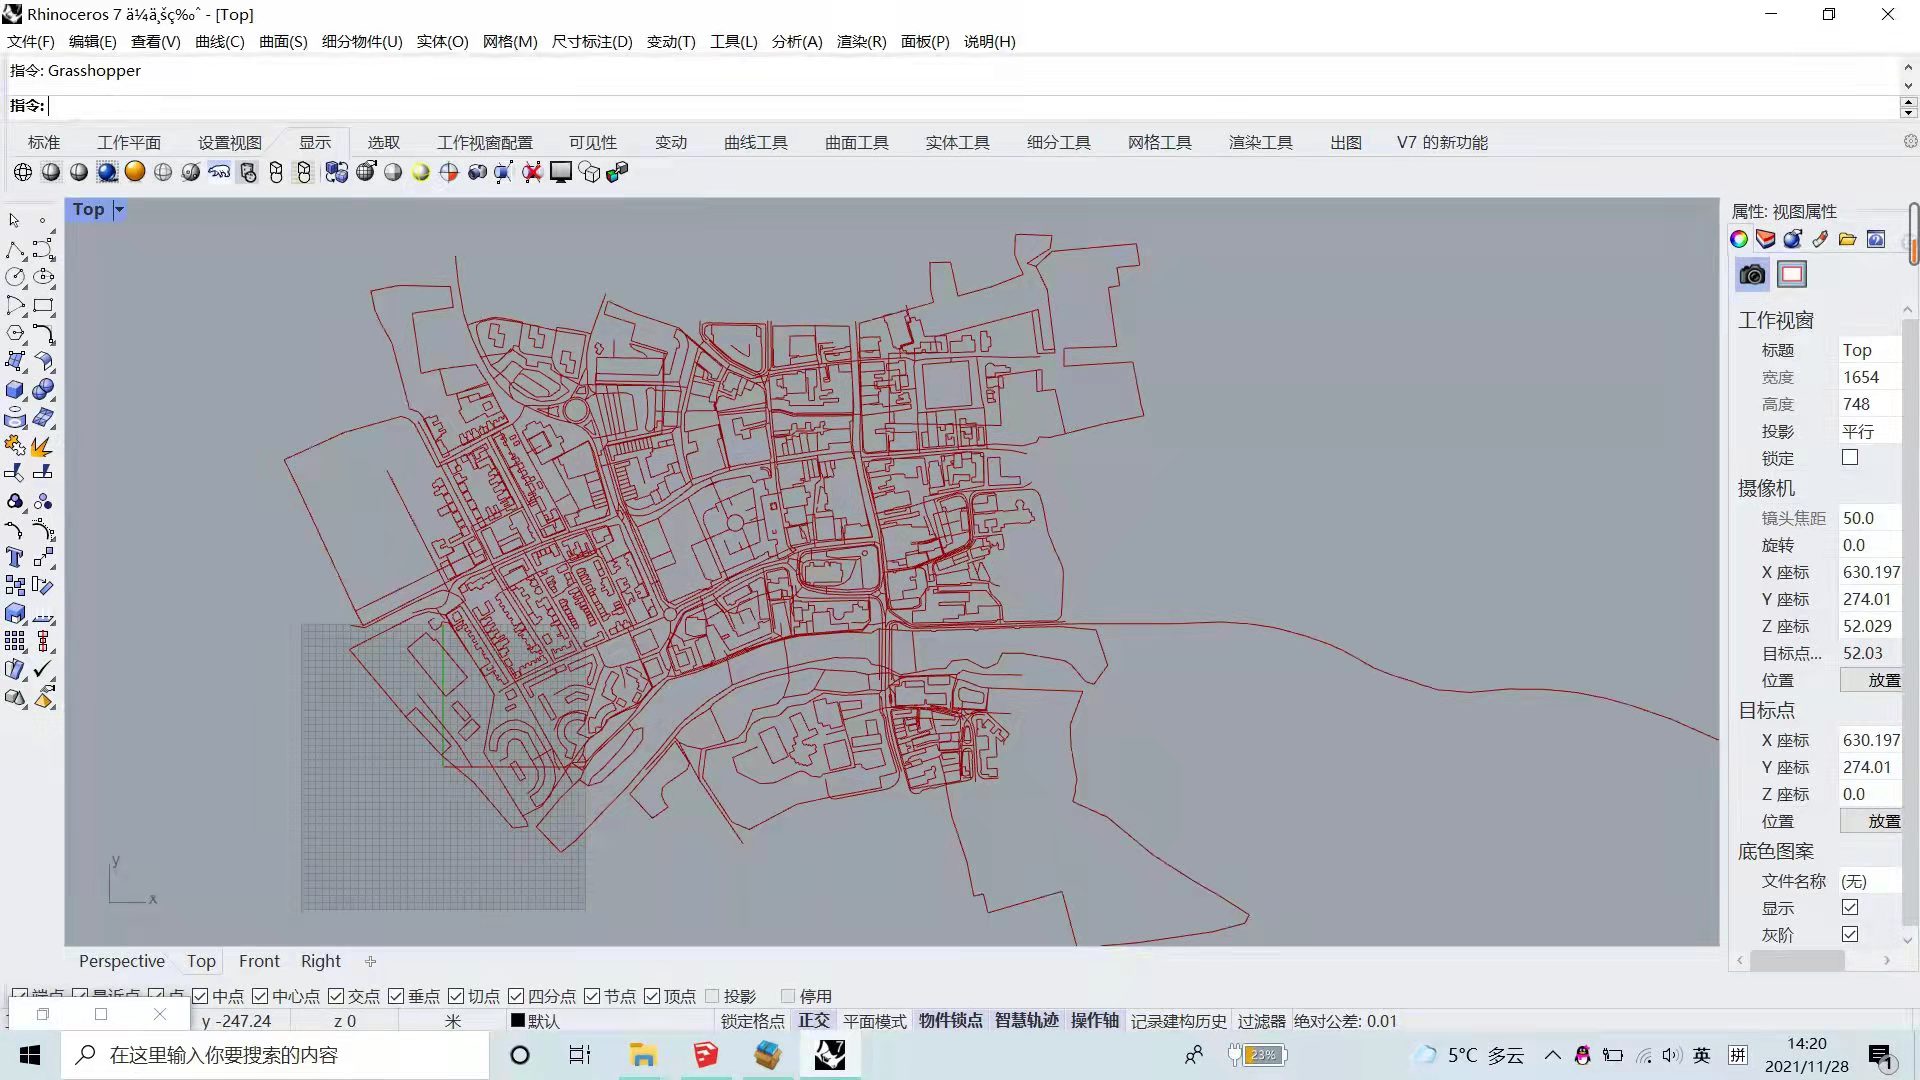 Rhinoceros 7 ä¼ä¸šç‰ˆ - [Top]
文件(F) 编辑(E) 查看(V) 曲线(C) 曲面(S) 细分物件(U) 实体(O) 网格(M) 尺寸标注(D) 变动(T) 工具(L) 分析(A) 渲染(R) 面板(P) 说明(H)
指令: Grasshopper
指令:
标准 工作平面 设置视图 显示 选取 工作视窗配置 可见性 变动 曲线工具 曲面工具 实体工具 细分工具 网格工具 渲染工具 出图 V7 的新功能
Top
属性: 视图属性
工作视窗
标题 Top
宽度 1654
高度 748
投影 平行
锁定
摄像机
镜头焦距 50.0
旋转 0.0
X 座标 630.197
Y 座标 274.01
Z 座标 52.029
目标点... 52.03
位置 放置
目标点
X 座标 630.197
Y 座标 274.01
Z 座标 0.0
位置 放置
底色图案
文件名称 (无)
显示
灰阶
y
x
Perspective Top Front Right
端点 最近点 点 中点 中心点 交点 垂点 切点 四分点 节点 顶点 投影 停用
y -247.24 z 0 米 默认 锁定格点 正交 平面模式 物件锁点 智慧轨迹 操作轴 记录建构历史 过滤器 绝对公差: 0.01
在这里输入你要搜索的内容
7
23%
5°C 多云
英
拼
14:20
2021/11/28
1